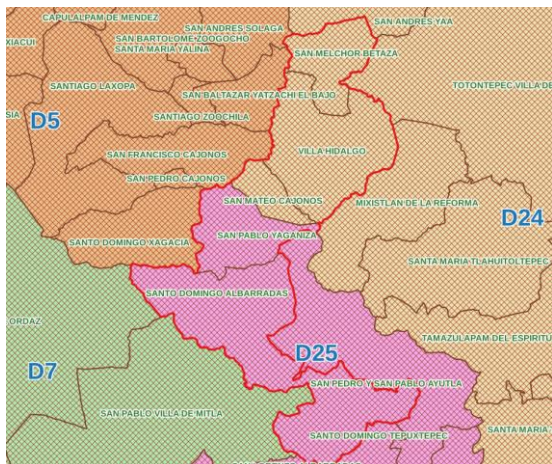 CAPULALPAM DE MENDEZ
SAN ANDRES YAA
SAN ANDRES SOLAGA
SAN BARTOLOME ZOOGOCHO
XIACUI
SANTA MARIA YALINA
SAN MELCHOR BETAZA
SANTIAGO LAXOPA
TOTONTEPEC VILLA DE
SAN BALTAZAR YATZACHI EL BAJO
D5
SANTIAGO ZOOCHILA
SAN FRANCISCO CAJONOS
VILLA HIDALGO
SAN PEDRO CAJONOS
SAN MATEO CAJONOS
MIXISTLAN DE LA REFORMA
D24
SAN PABLO YAGANIZA
SANTO DOMINGO XAGACIA
SANTA MARIA TLAHUITOLTEPEC
SANTO DOMINGO ALBARRADAS
ORDAZ
TAMAZULAPAM DEL ESPIRITU
D25
D7
SAN PEDRO Y SAN PABLO AYUTLA
SAN PABLO VILLA DE MITLA
SANTA MARIA
SANTO DOMINGO TEPUXTEPEC